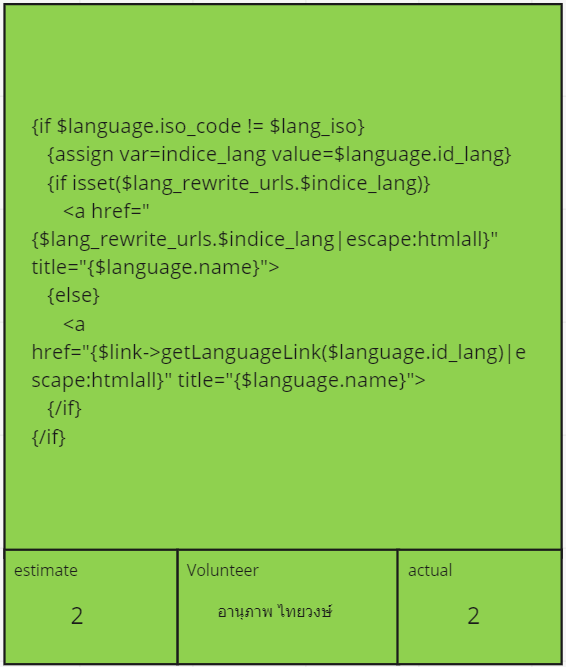 {if $language.iso_code != $lang_iso}
{assign var=indice_lang value=$language.id_lang}
{if isset($lang_rewrite_urls.$indice_lang)}
<a href="
{$lang_rewrite_urls.$indice_lang|escape:htmlall}"
title="{$language.name}">
{else}
<a
href="{$link->getLanguageLink($language.id_lang)|e
scape:htmlall}" title="{$language.name}">
{/if}
{/if}
estimate
Volunteer
actual
2
อานุภาพ ไทยวงษ์
2